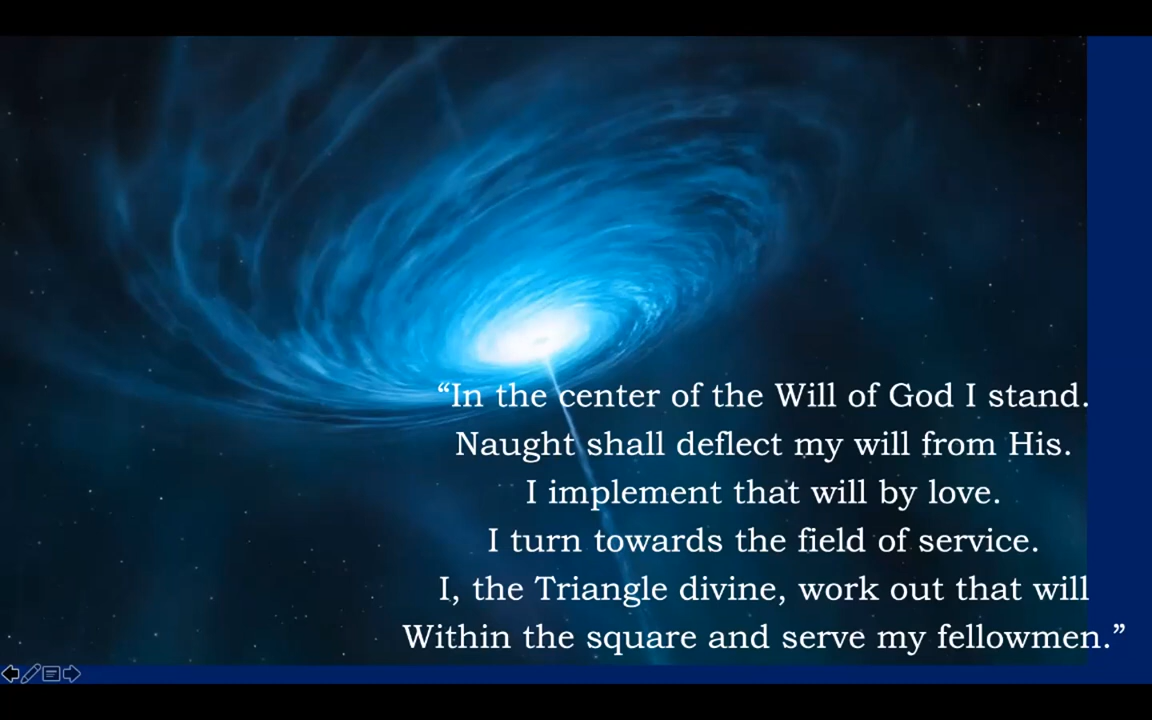 “In the center of the Will of God I stand.
Naught shall deflect my will from His.
I implement that will by love.
I turn towards the field of service.
I, the Triangle divine, work out that will
Within the square and serve my fellowmen.”